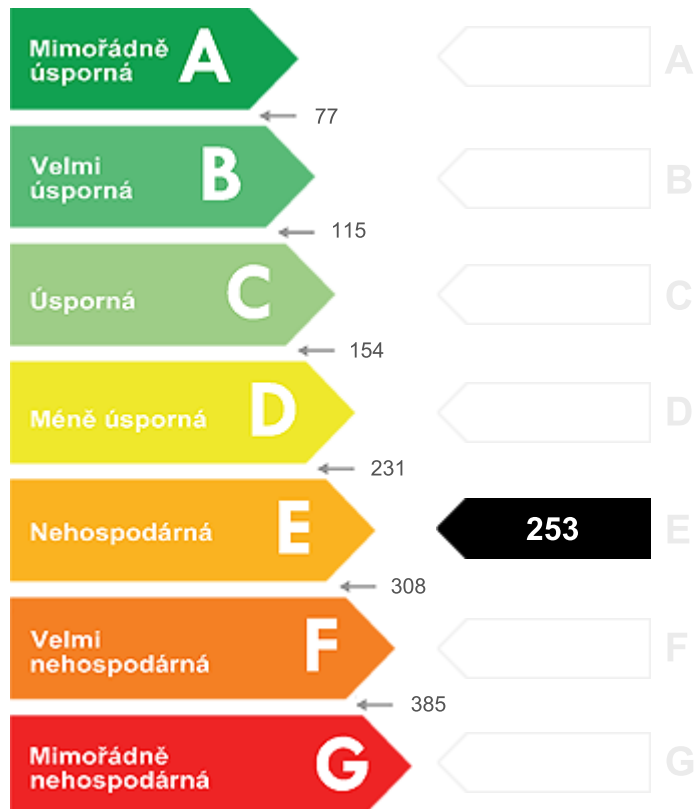 Mimořádně
úsporná
A
A
77
Velmi
úsporná
B
B
115
Úsporná
C
C
154
Méně úsporná
D
D
231
Nehospodárná
E
253
E
308
Velmi
nehospodárná
F
F
385
Mimořádně
nehospodárná
G
G